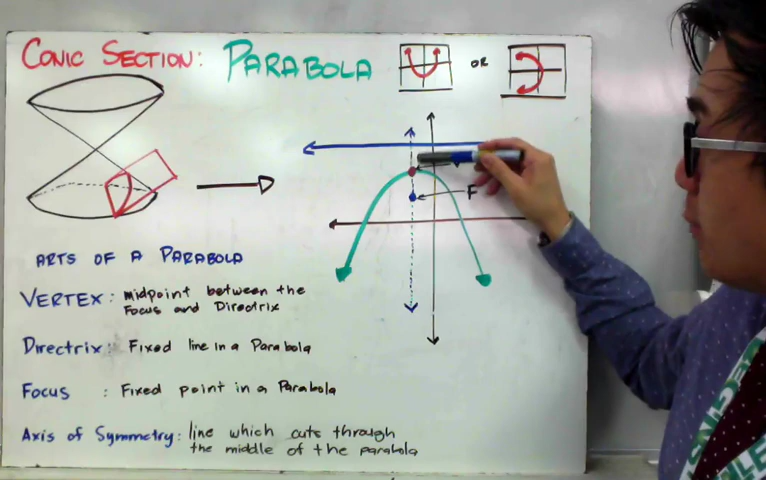 CONIC SECTION: PARABOLA
OR
F
ARTS OF A PARABOLA
VERTEX: Midpoint between the
Focus and Directrix
Directrix: Fixed line in a Parabola
Focus : Fixed point in a Parabola
Axis of Symmetry: line which cuts through
the middle of the parabola